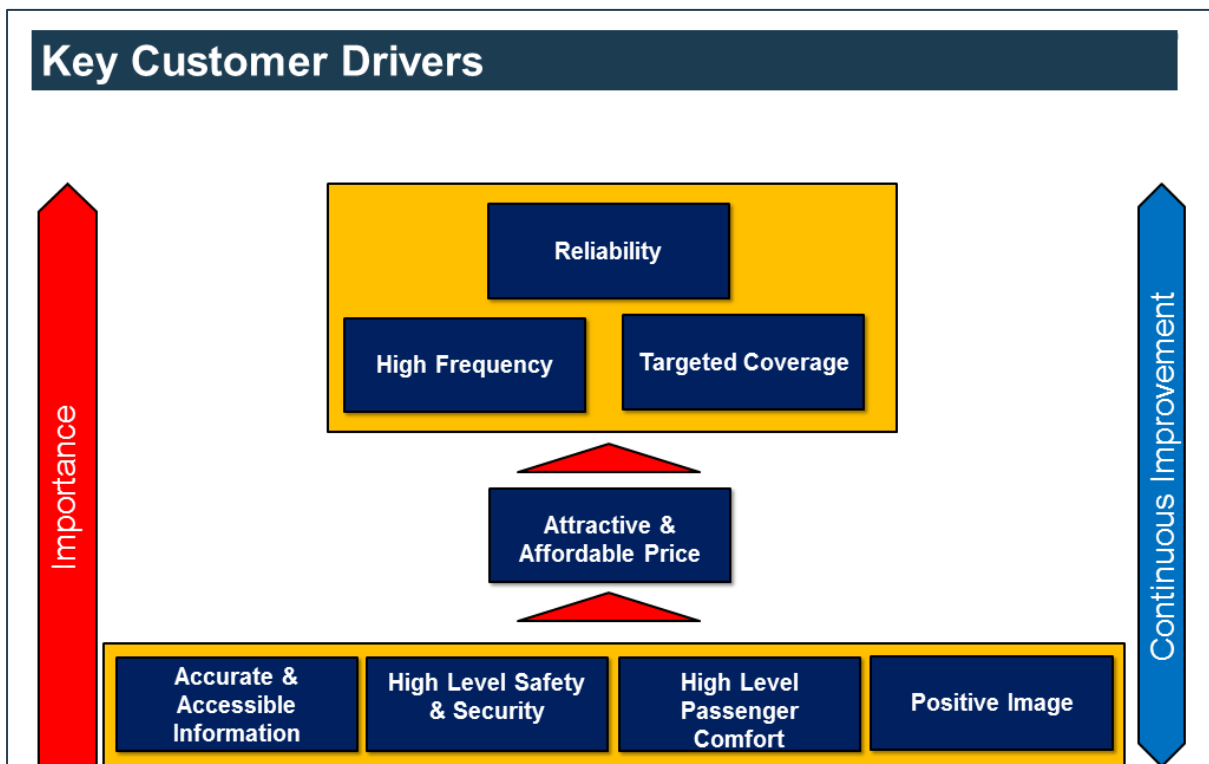 Key Customer Drivers
Reliability
High Frequency
Targeted Coverage
Importance
Continuous Improvement
Attractive &
Affordable Price
Accurate &
Accessible
Information
High Level Safety
& Security
High Level
Passenger
Comfort
Positive Image